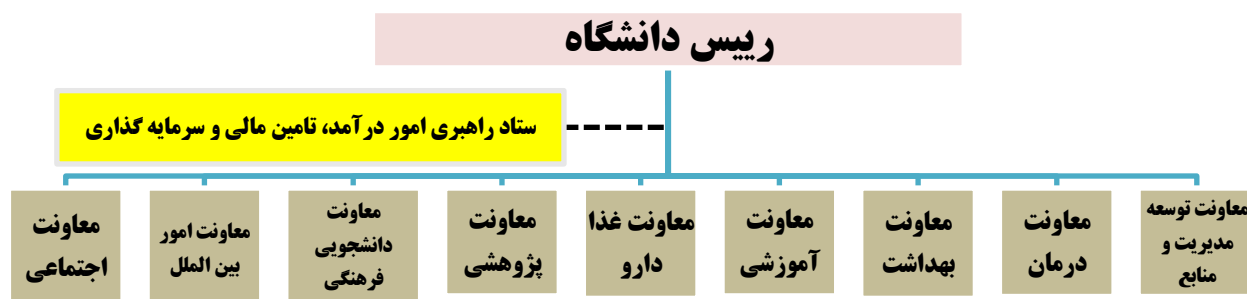 رییس دانشگاه
ستاد راهبری امور درآمد، تامین مالی و سرمایه گذاری
معاونت توسعه
مدیریت و
منابع
معاونت
درمان
معاونت
بهداشت
معاونت
آموزشی
معاونت غذا
دارو
معاونت
پژوهشی
معاونت
دانشجویی
فرهنگی
معاونت امور
بین الملل
معاونت
اجتماعی